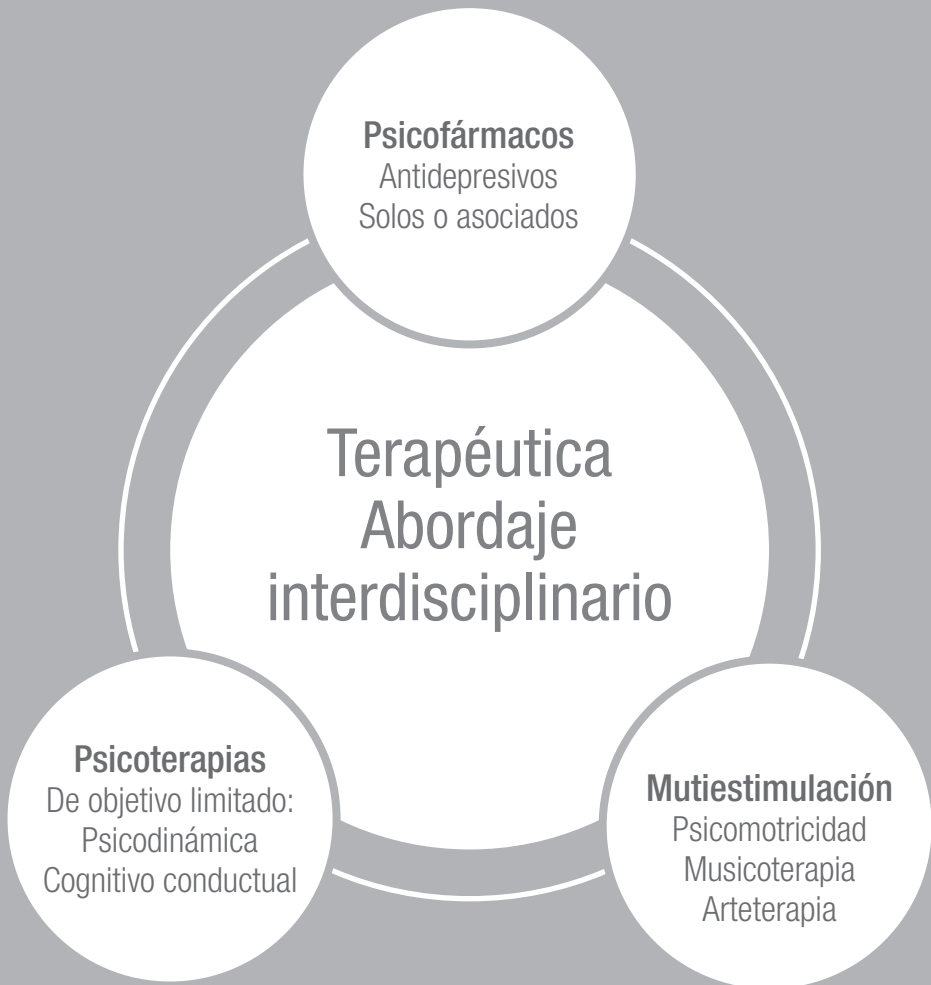 Psicofármacos
Antidepresivos
Solos o asociados
Terapéutica
Abordaje
interdisciplinario
Psicoterapias
De objetivo limitado:
Psicodinámica
Cognitivo conductual
Mutiestimulación
Psicomotricidad
Musicoterapia
Arteterapia